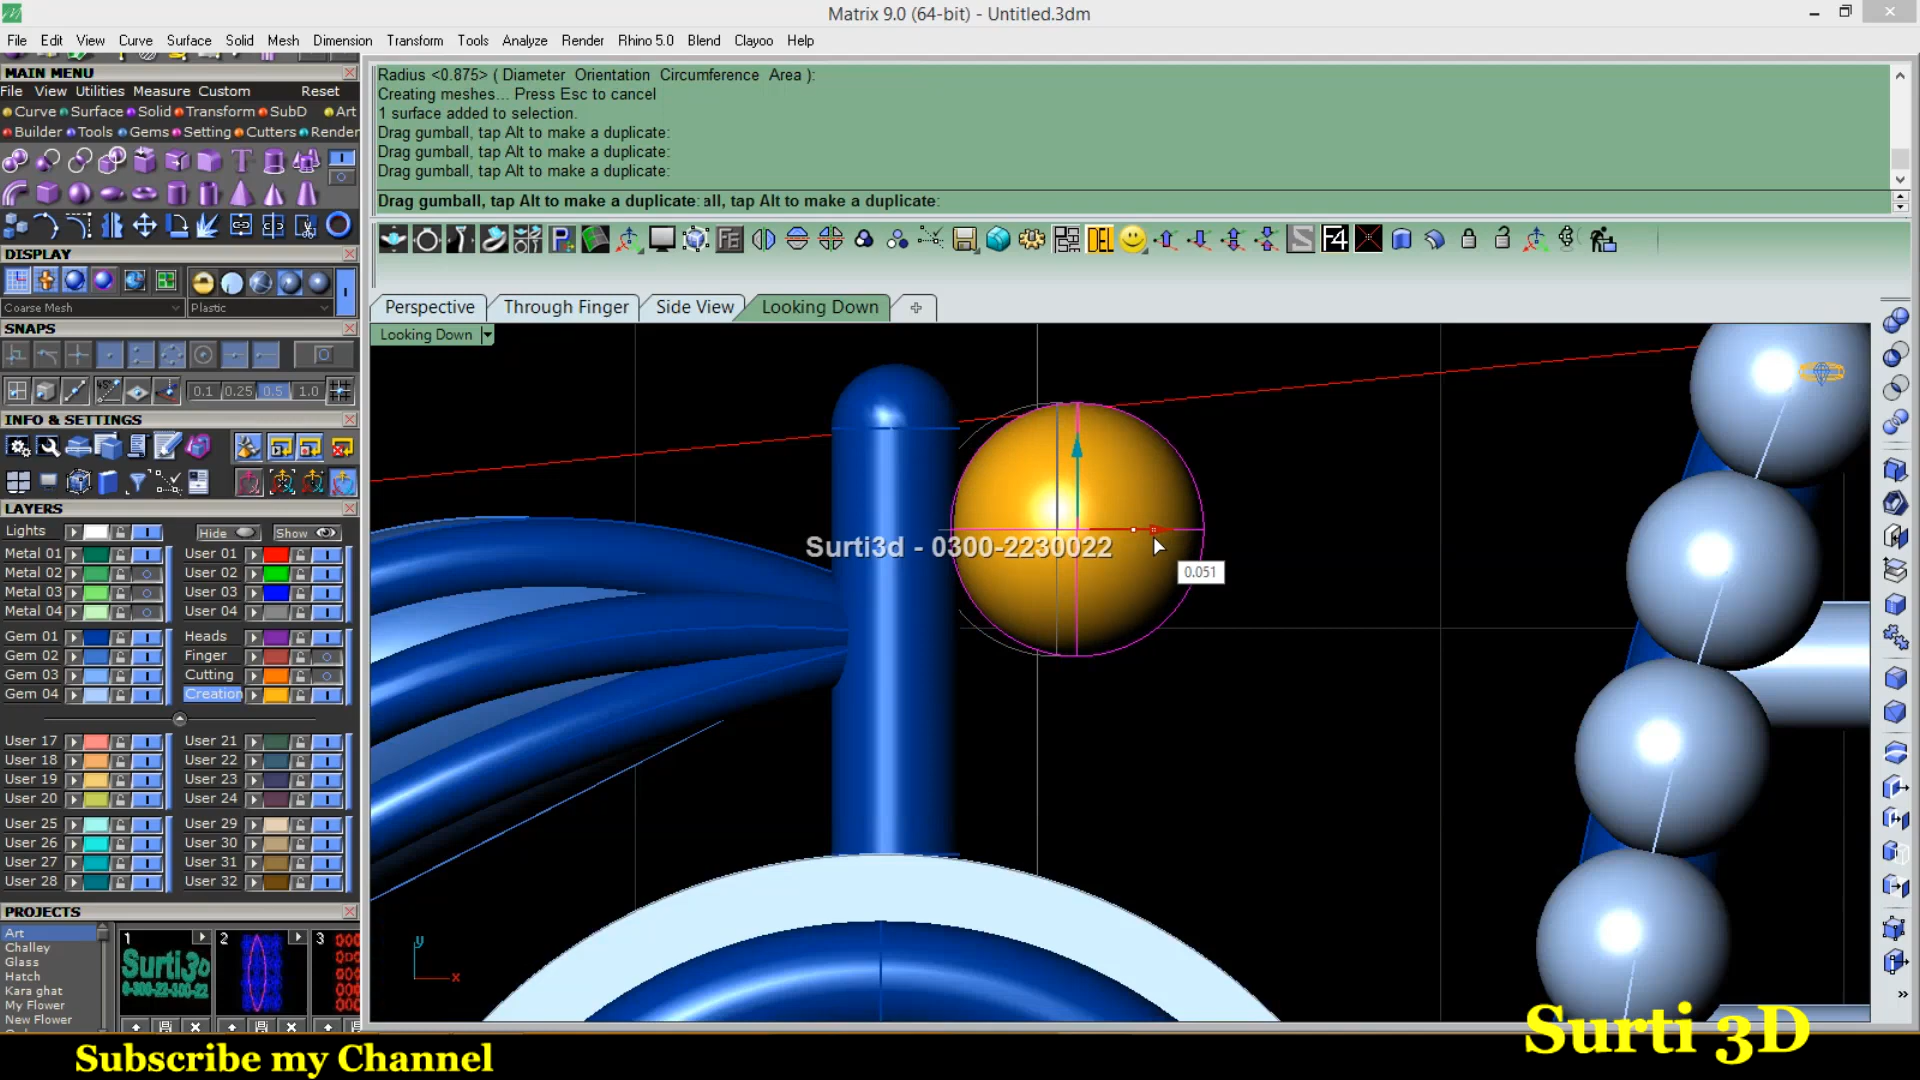 Matrix 9.0 (64-bit) - Untitled.3dm
File Edit View Curve Surface Solid Mesh Dimension Transform Tools Analyze Render Rhino 5.0 Blend Clayoo Help
MAIN MENU
File View Utilities Measure Custom Reset
Curve Surface Solid Transform SubD Art
Builder Tools Gems Setting Cutters Render
Radius <0.875> ( Diameter Orientation Circumference Area ):
Creating meshes... Press Esc to cancel
1 surface added to selection.
Drag gumball, tap Alt to make a duplicate:
Drag gumball, tap Alt to make a duplicate:
Drag gumball, tap Alt to make a duplicate:
Drag gumball, tap Alt to make a duplicate: all, tap Alt to make a duplicate:
DEL F4
DISPLAY
Coarse Mesh Plastic
SNAPS
0.1 0.25 0.5 1.0
INFO & SETTINGS
LAYERS
Lights Hide Show
Metal 01 User 01
Metal 02 User 02
Metal 03 User 03
Metal 04 User 04
Gem 01 Heads
Gem 02 Finger
Gem 03 Cutting
Gem 04 Creation
User 17 User 21
User 18 User 22
User 19 User 23
User 20 User 24
User 25 User 29
User 26 User 30
User 27 User 31
User 28 User 32
PROJECTS
Art
Challey
Glass
Hatch
Kara ghat
My Flower
New Flower
1 2 3
Surti3D
Perspective Through Finger Side View Looking Down
Looking Down
Surti3d - 0300-2230022
0.051
y
x
Subscribe my Channel
Surti 3D